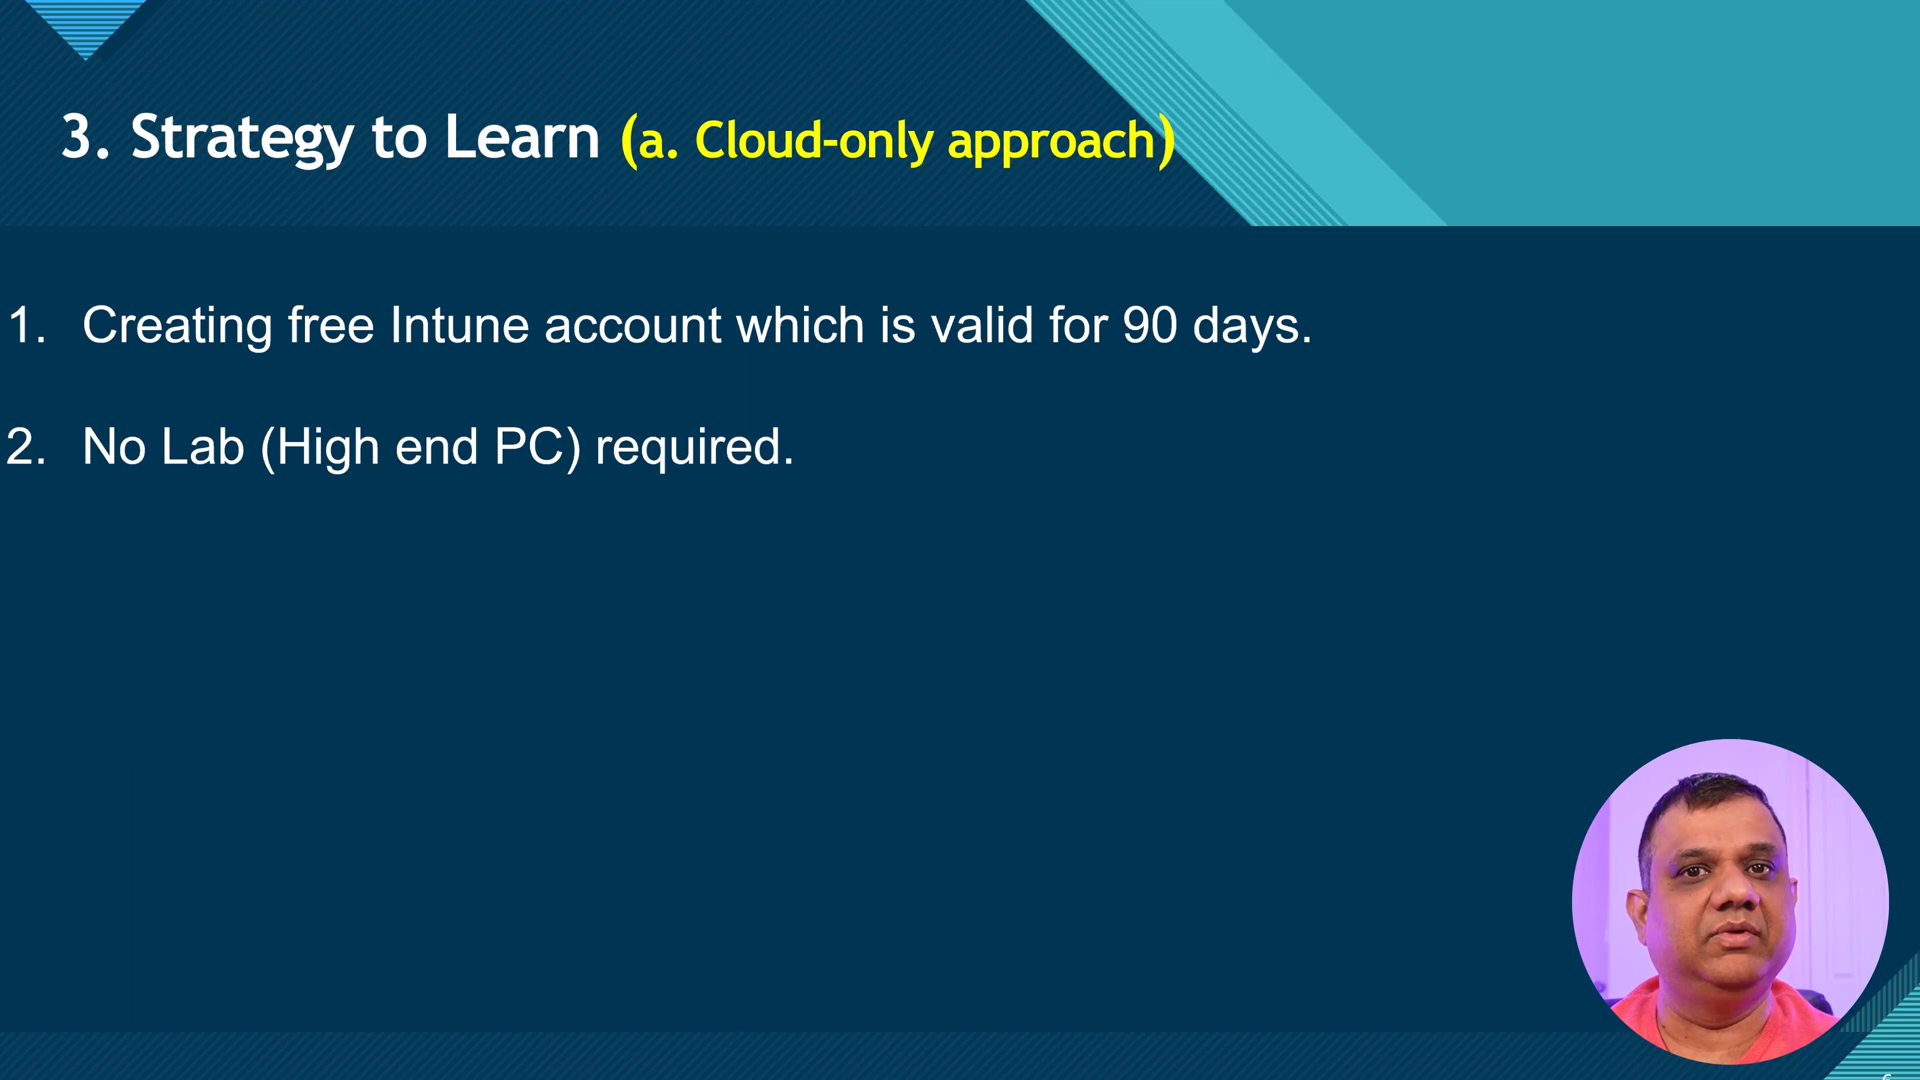 3. Strategy to Learn (a. Cloud-only approach)
1. Creating free Intune account which is valid for 90 days.
2. No Lab (High end PC) required.